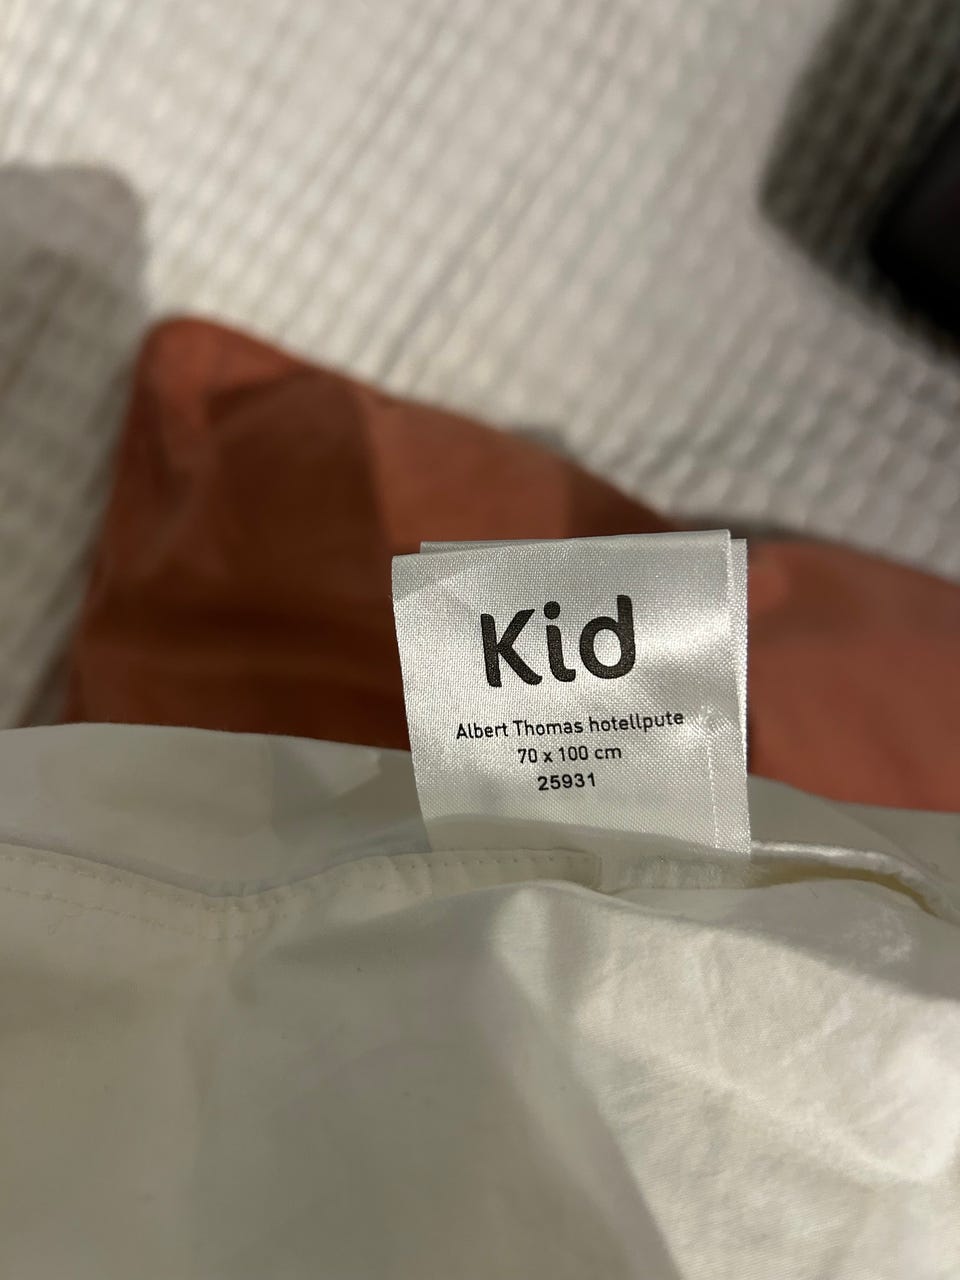 Kid
Albert Thomas hotellpute
70 x 100 cm
25931